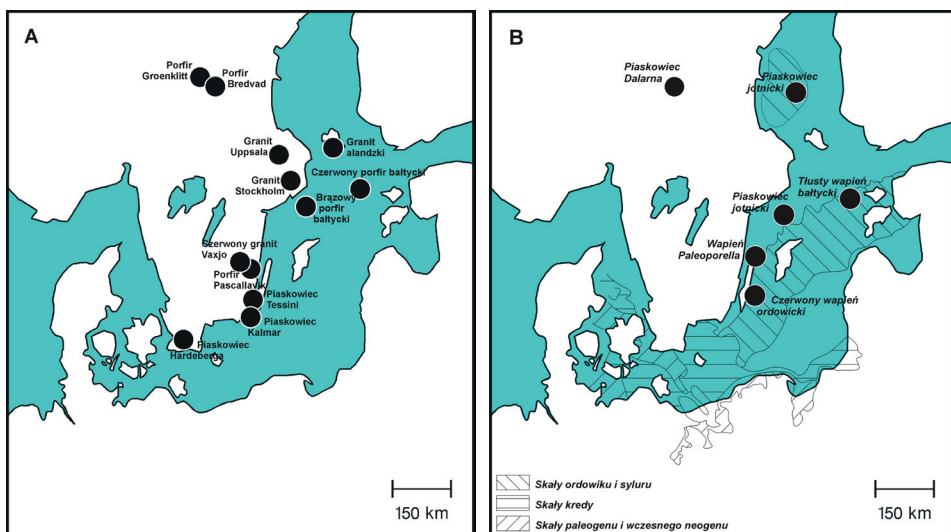 A
Porfir
Groenklitt
Porfir
Bredvad
Granit
Uppsala
Granit
alandzki
Granit
Stockholm
Czerwony porfir bałtycki
Brązowy
porfir
bałtycki
Czerwony granit
Vaxjo
Porfir
Pascallavik
Piaskowiec
Tessini
Piaskowiec
Kalmar
Piaskowiec
Hardeberga
150 km
B
Piaskowiec
Dalarna
Piaskowiec
jotnicki
Tłusty wapień
bałtycki
Piaskowiec
jotnicki
Wapień
Paleoporella
Czerwony wapień
ordowicki
Skały ordowiku i syluru
Skały kredy
Skały paleogenu i wczesnego neogenu
150 km